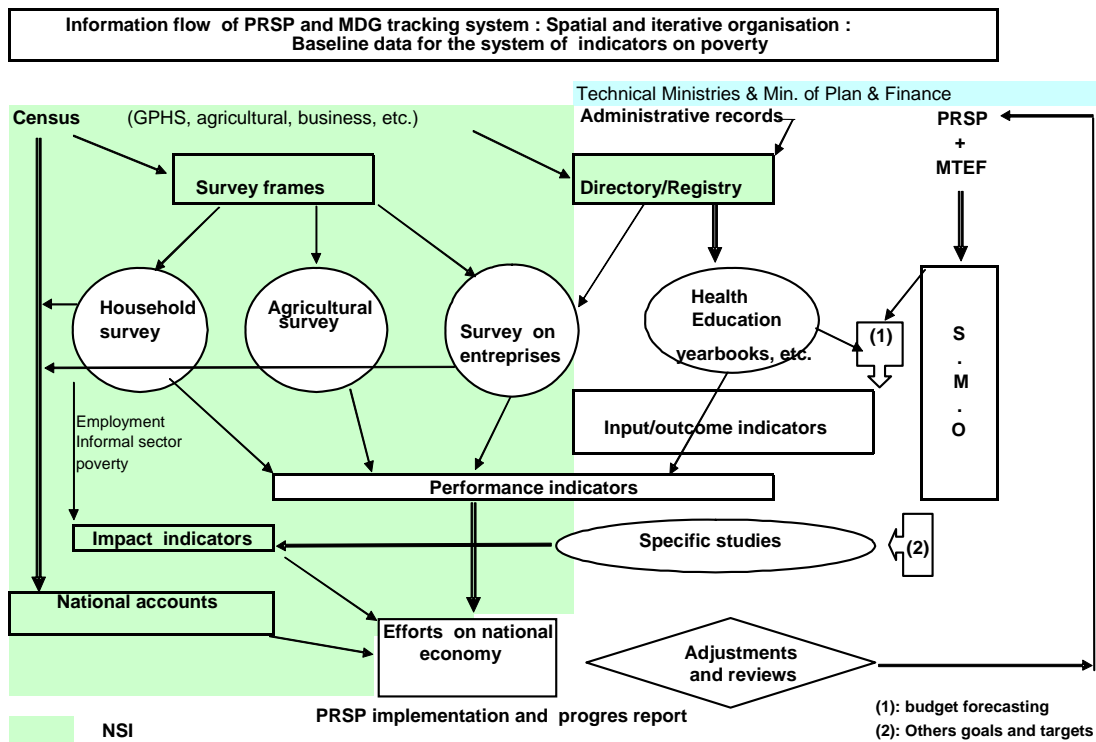 Information flow of PRSP and MDG tracking system : Spatial and iterative organisation :
Baseline data for the system of indicators on poverty
Technical Ministries & Min. of Plan & Finance
Census (GPHS, agricultural, business, etc.)
Administrative records
PRSP
+
MTEF
Survey frames
Directory/Registry
Household
survey
Agricultural
survey
Survey on
entreprises
Health
Education
yearbooks, etc.
(1)
S
.
M
.
O
Employment
Informal sector
poverty
Input/outcome indicators
Performance indicators
Impact indicators
Specific studies
(2)
National accounts
Efforts on national
economy
Adjustments
and reviews
PRSP implementation and progres report
(1): budget forecasting
(2): Others goals and targets
NSI